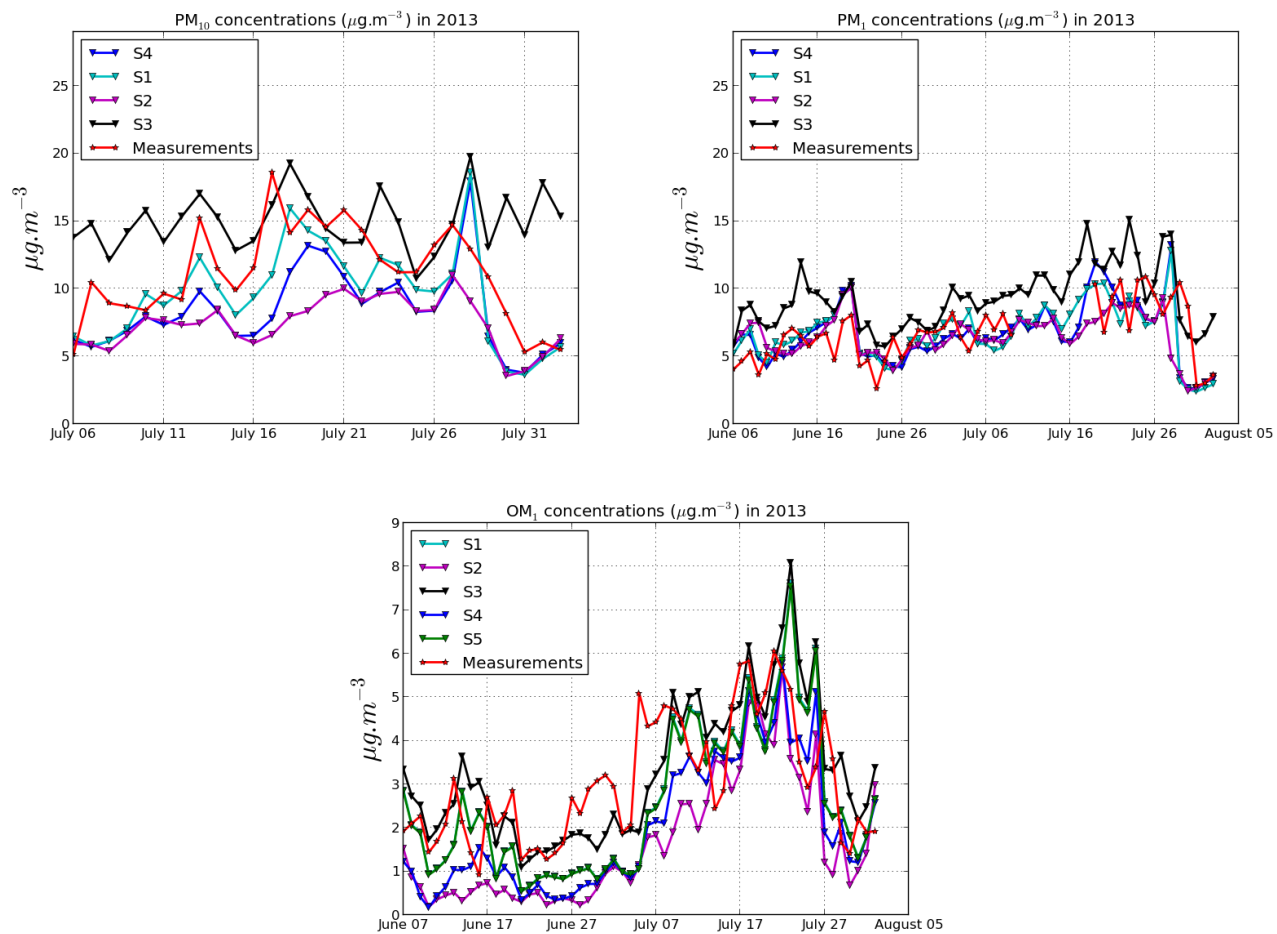 PM₁₀ concentrations (μg.m⁻³) in 2013
S4
S1
S2
S3
Measurements
μg.m⁻³
25
20
15
10
5
0
July 06 July 11 July 16 July 21 July 26 July 31
PM₁ concentrations (μg.m⁻³) in 2013
S4
S1
S2
S3
Measurements
μg.m⁻³
25
20
15
10
5
0
June 06 June 16 June 26 July 06 July 16 July 26 August 05
OM₁ concentrations (μg.m⁻³) in 2013
S1
S2
S3
S4
S5
Measurements
μg.m⁻³
9
8
7
6
5
4
3
2
1
0
June 07 June 17 June 27 July 07 July 17 July 27 August 05